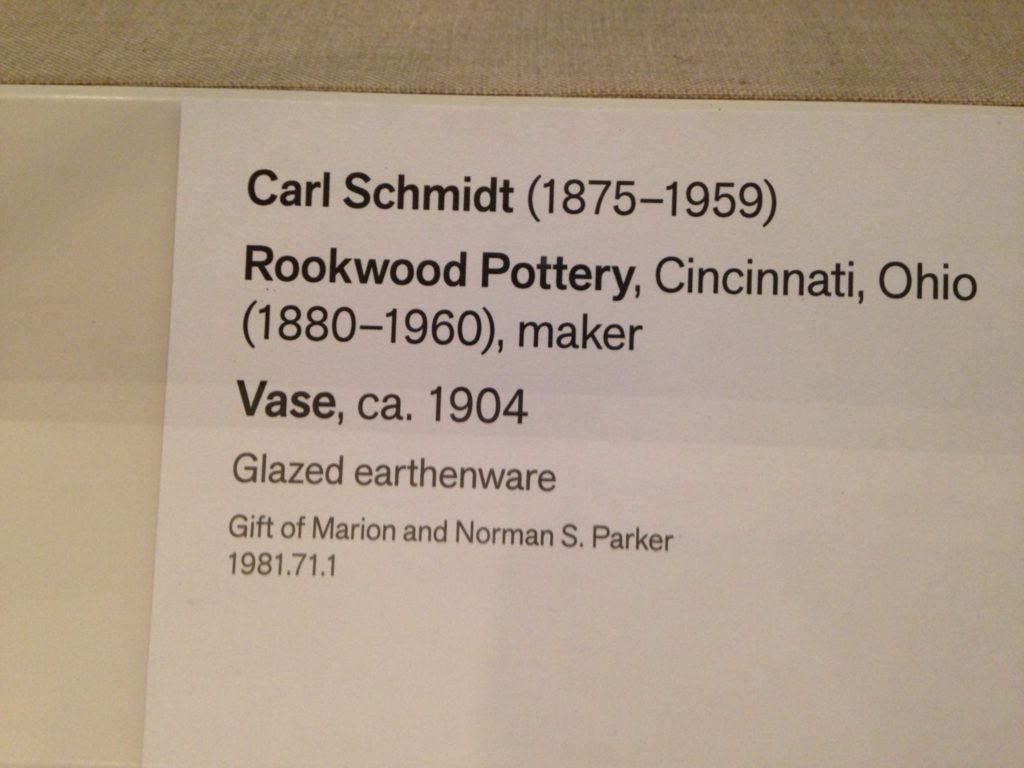 Carl Schmidt (1875–1959)
Rookwood Pottery, Cincinnati, Ohio
(1880–1960), maker
Vase, ca. 1904
Glazed earthenware
Gift of Marion and Norman S. Parker
1981.71.1